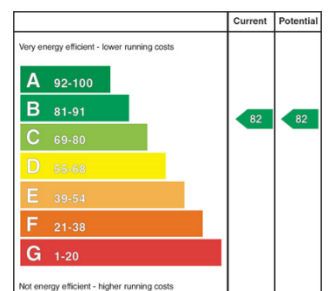 Current Potential
Very energy efficient - lower running costs
A 92-100
B 81-91
82 82
C 69-80
D 55-68
E 39-54
F 21-38
G 1-20
Not energy efficient - higher running costs